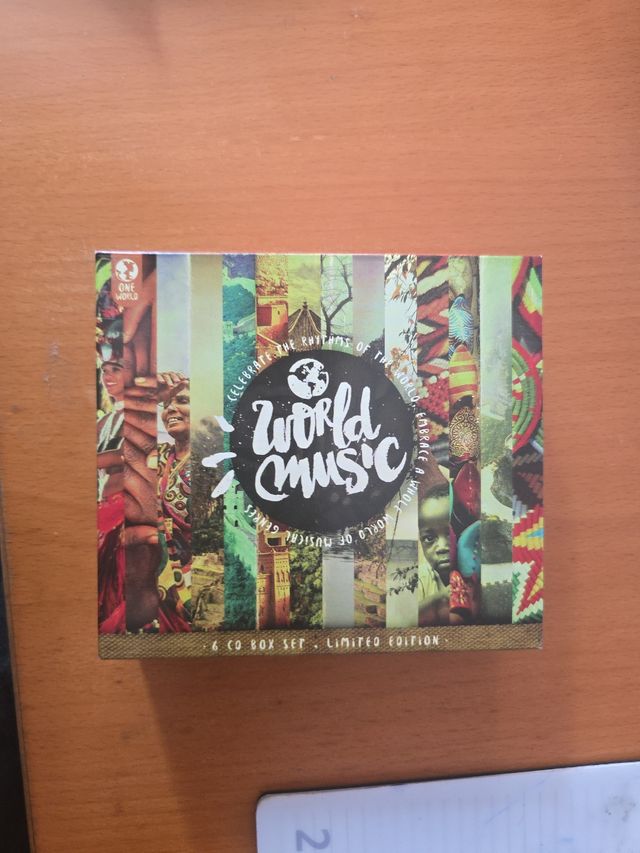 ONE
WORLD
CELEBRATE THE RHYTHMS OF THE WORLD, EMBRACE A WHOLE WORLD OF MUSICAL GENRES
WORLD
MUSIC
· 6 CD BOX SET . LIMITED EDITION ·
2